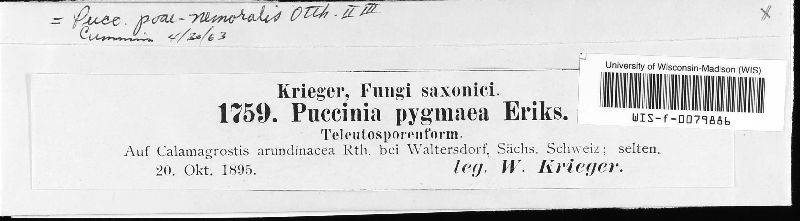 = Pucc. poae-nemoralis Otth. II III
Cummins 4/30/63
University of Wisconsin-Madison (WIS)
WIS-f-0079886
Krieger, Fungi saxonici.
1759. Puccinia pygmaea Eriks.
Teleutosporenform.
Auf Calamagrostis arundinacea Rth. bei Waltersdorf, Sächs. Schweiz; selten.
20. Okt. 1895. leg. W. Krieger.